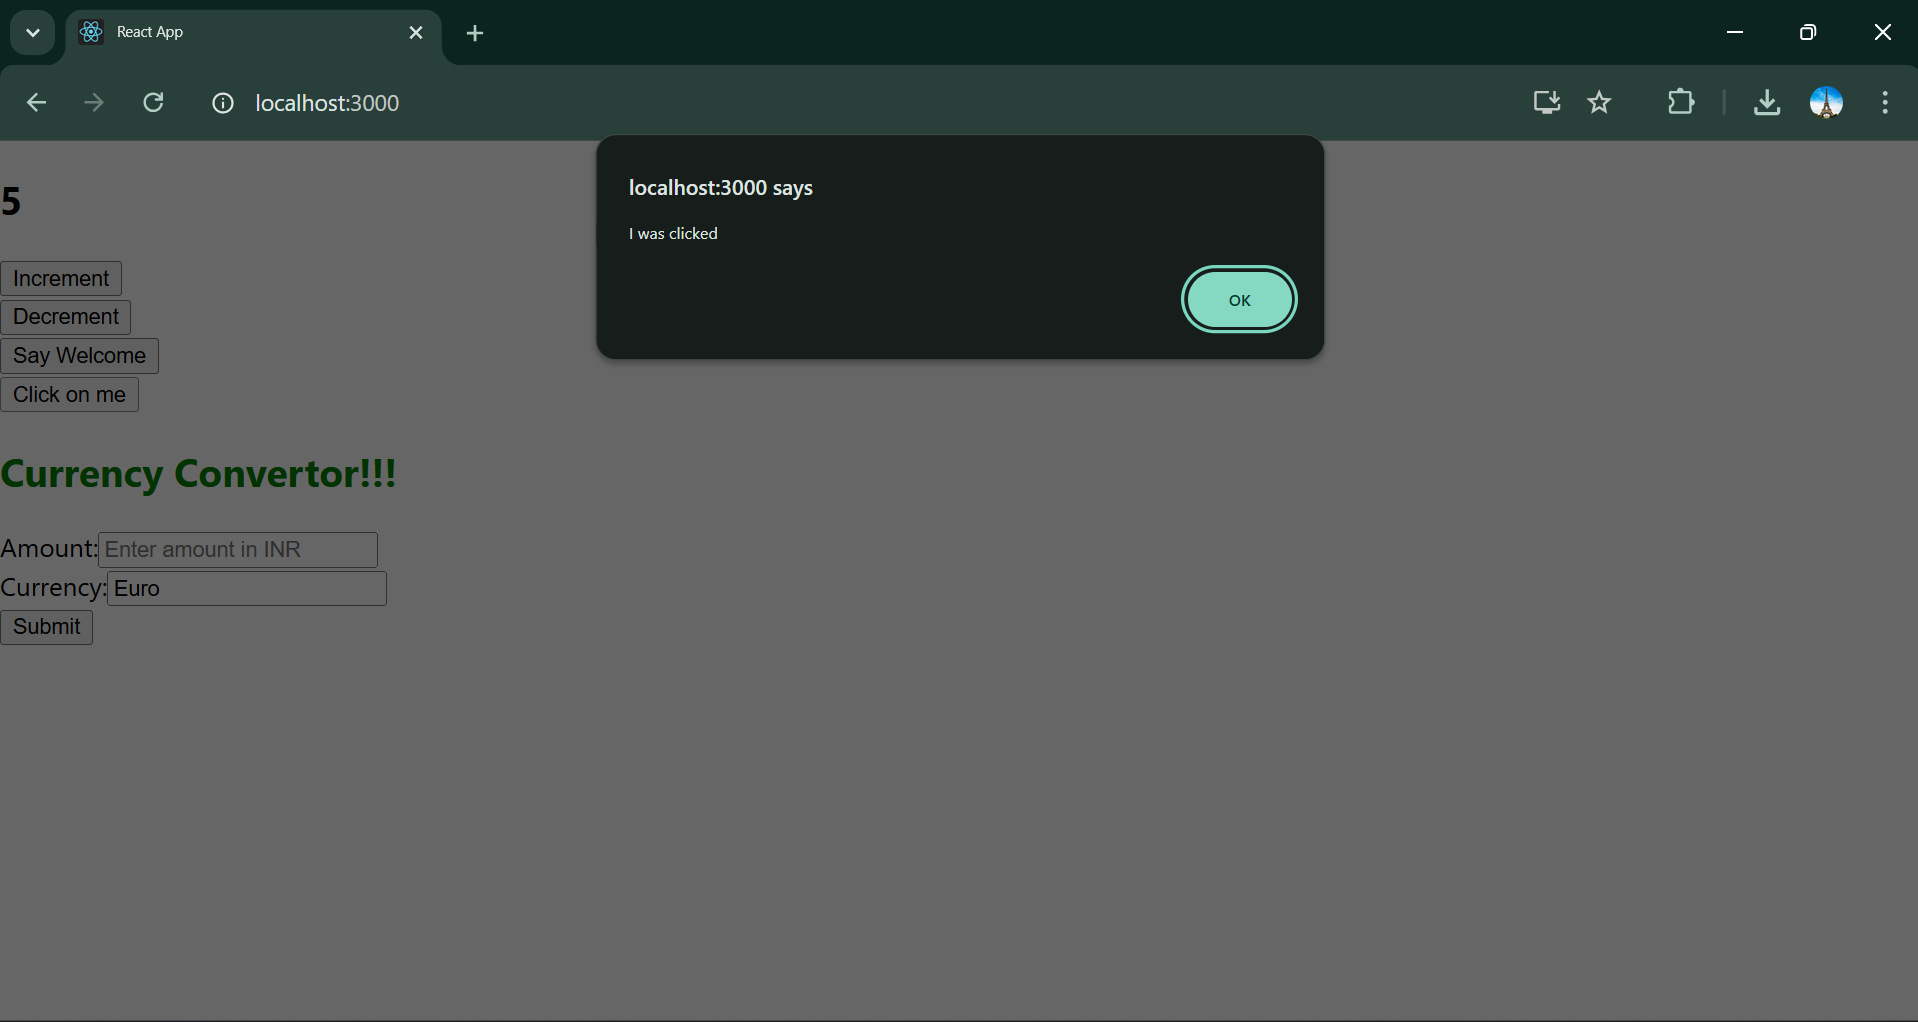 React App
localhost:3000
localhost:3000 says
I was clicked
OK
5
Increment
Decrement
Say Welcome
Click on me
Currency Convertor!!!
Amount: Enter amount in INR
Currency: Euro
Submit